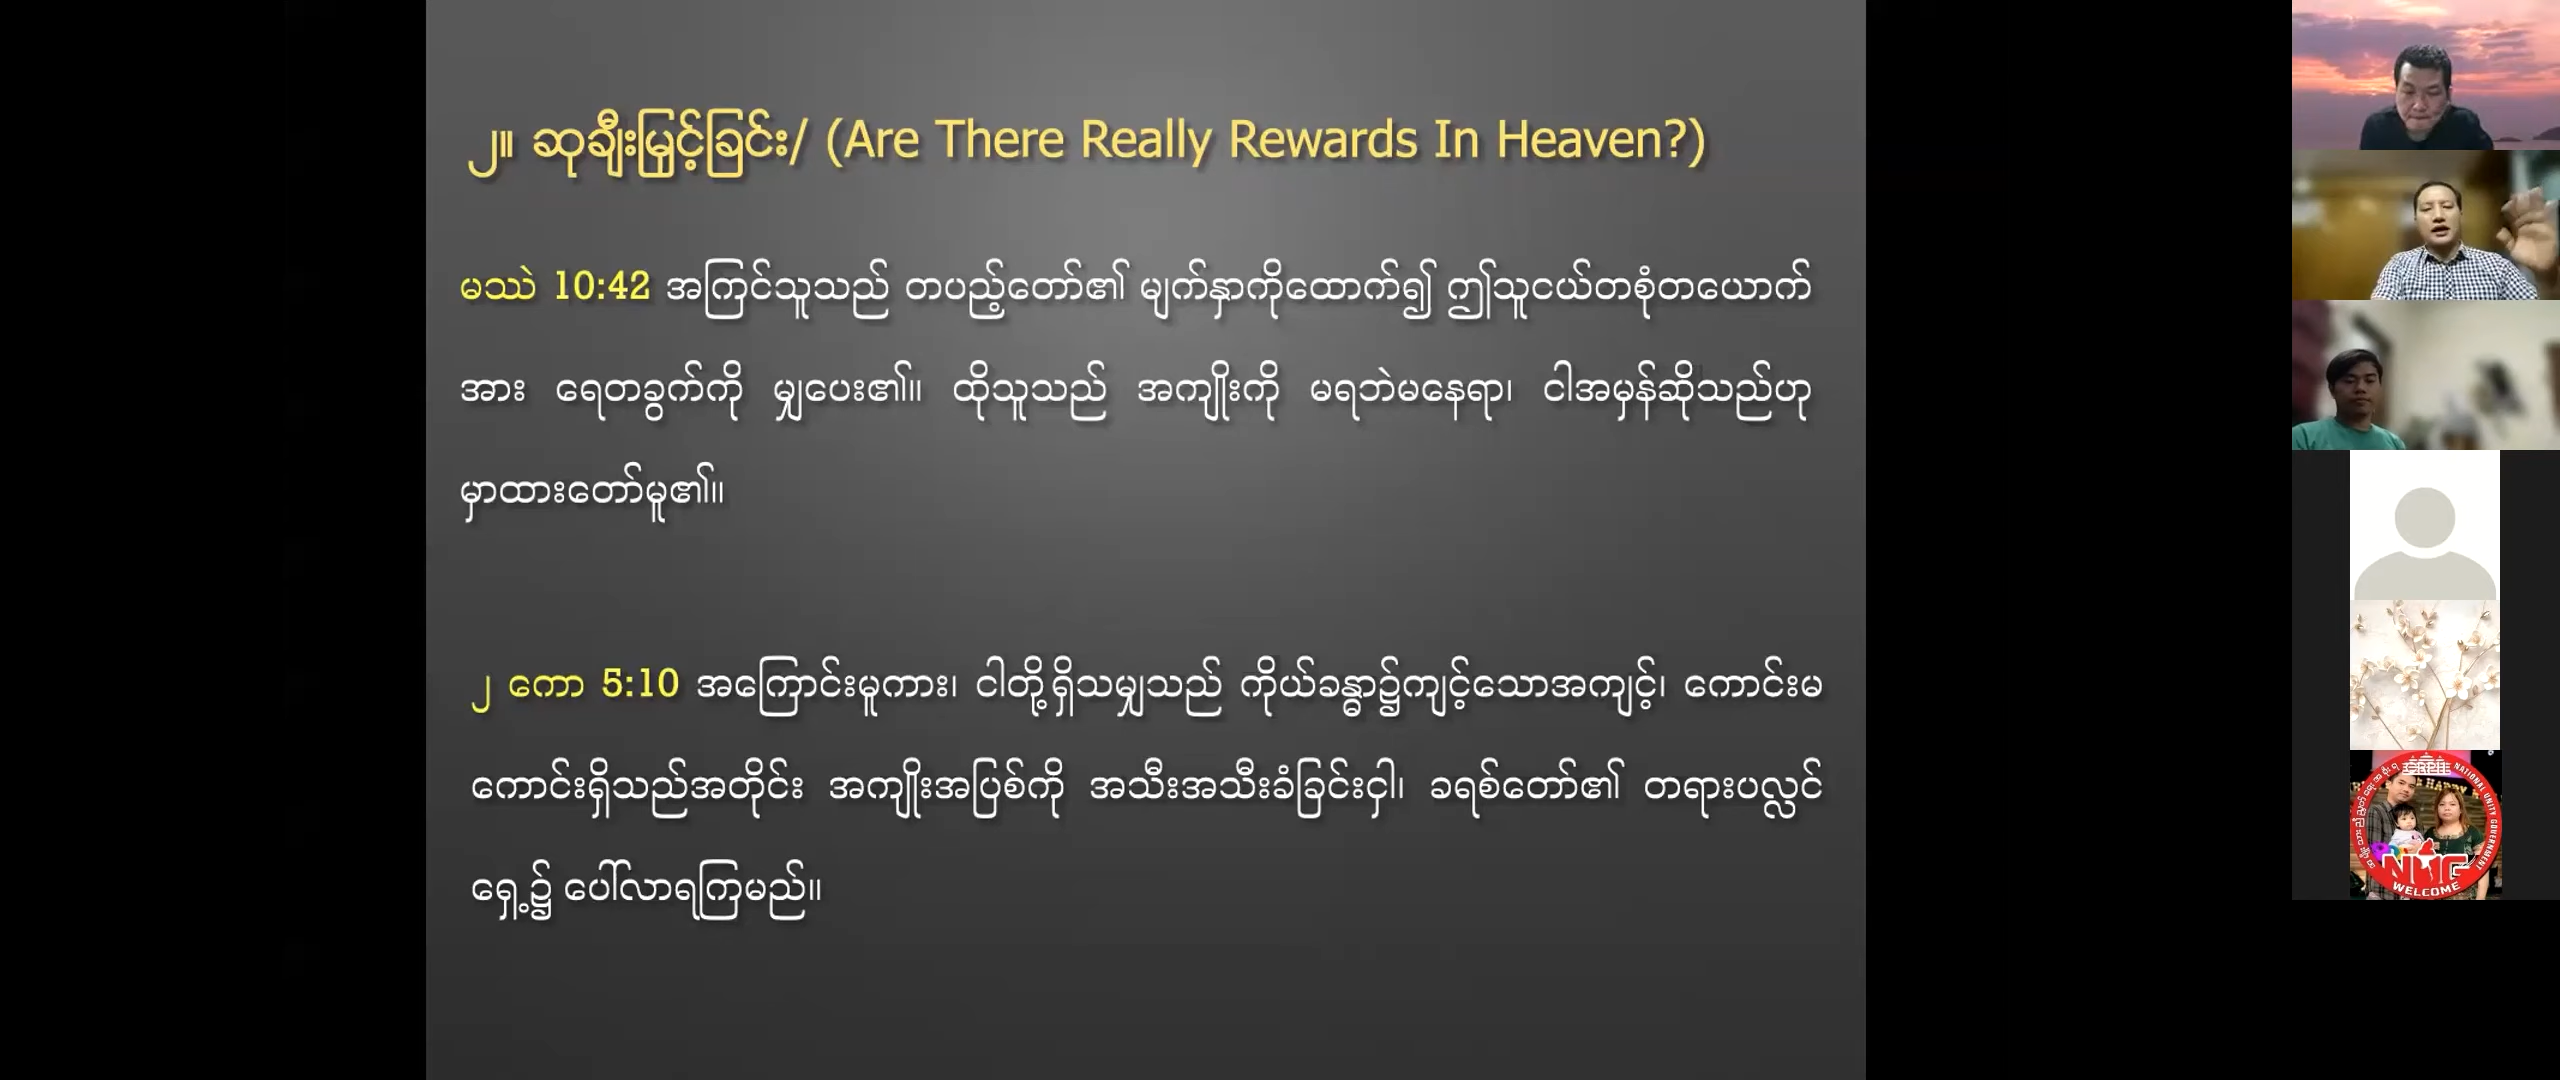 ၂။ ဆုချီးမြှင့်ခြင်း/ (Are There Really Rewards In Heaven?)
မဿဲ 10:42 အကြင်သူသည် တပည့်တော်၏ မျက်နှာကိုထောက်၍ ဤသူငယ်တစုံတယောက်
အား ရေတခွက်ကို မျှပေး၏။ ထိုသူသည် အကျိုးကို မရဘဲမနေရာ၊ ငါအမှန်ဆိုသည်ဟု
မှာထားတော်မူ၏။
၂ ကော 5:10 အကြောင်းမူကား၊ ငါတို့ရှိသမျှသည် ကိုယ်ခန္ဓာ၌ကျင့်သောအကျင့်၊ ကောင်းမ
ကောင်းရှိသည်အတိုင်း အကျိုးအပြစ်ကို အသီးအသီးခံခြင်းငှါ၊ ခရစ်တော်၏ တရားပလ္လင်
ရှေ့၌ ပေါ်လာရကြမည်။
CRPH
NATIONAL UNITY GOVERNMENT
NUG
WELCOME